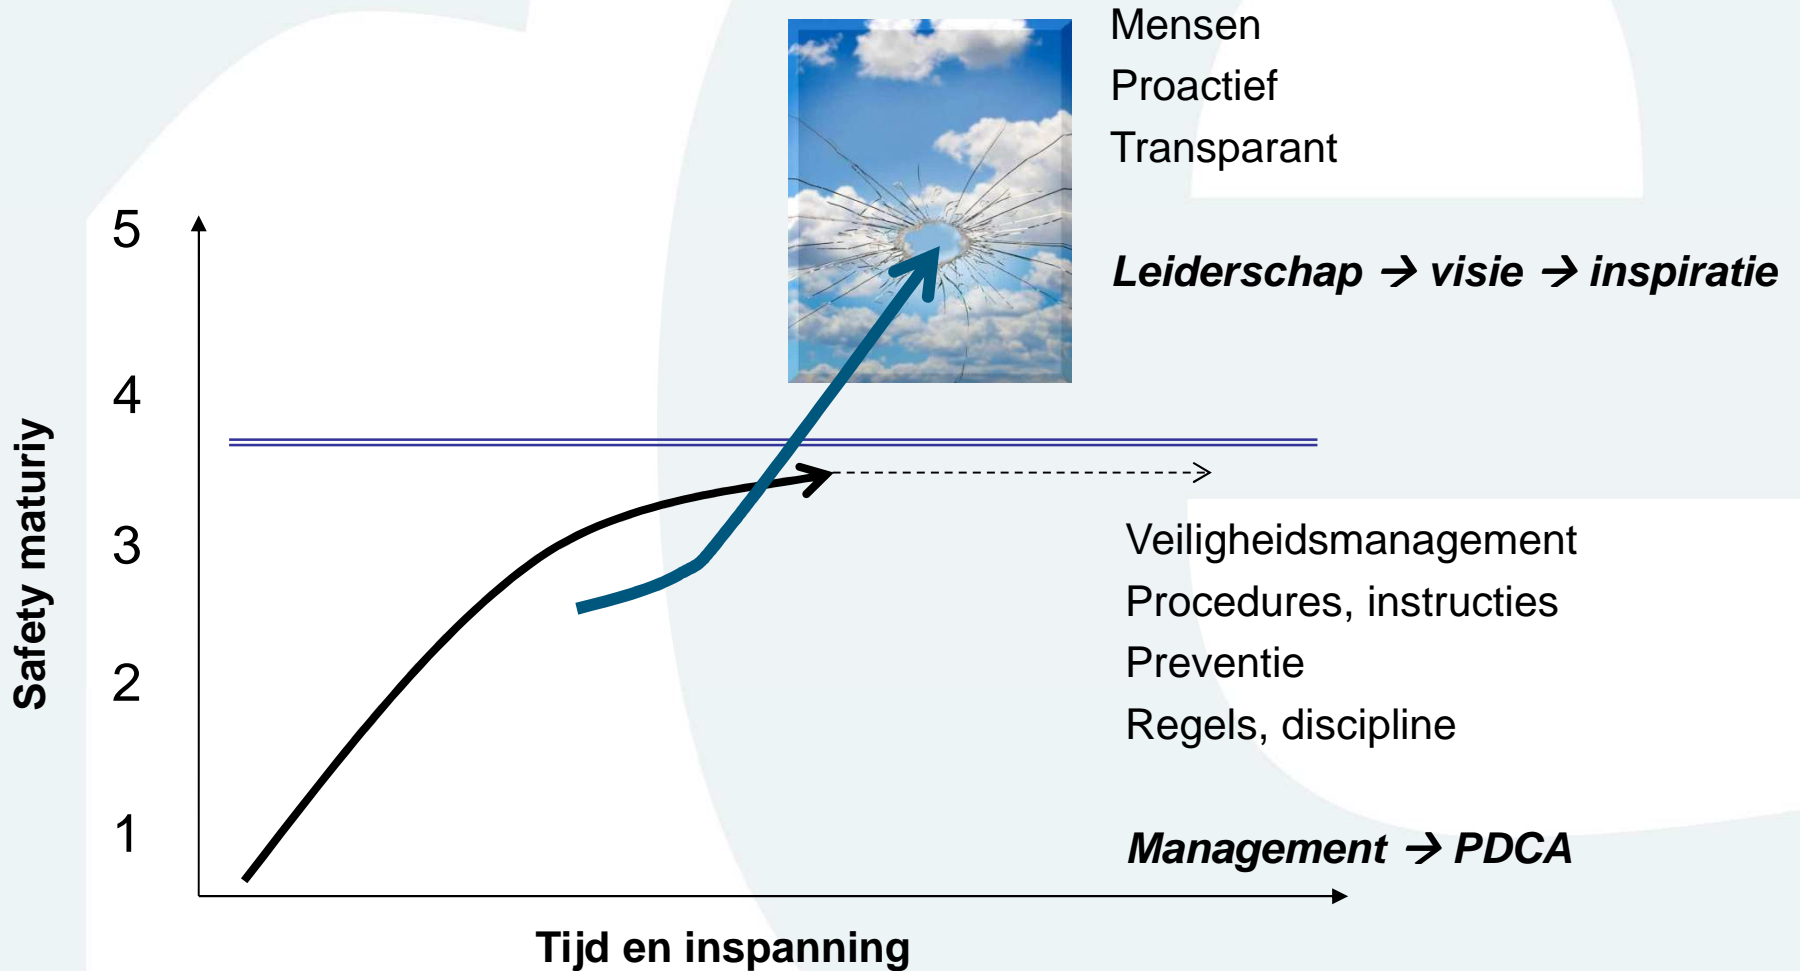 Mensen
Proactief
Transparant
Leiderschap → visie → inspiratie
5
4
3
2
1
Safety maturiy
Veiligheidsmanagement
Procedures, instructies
Preventie
Regels, discipline
Management → PDCA
Tijd en inspanning